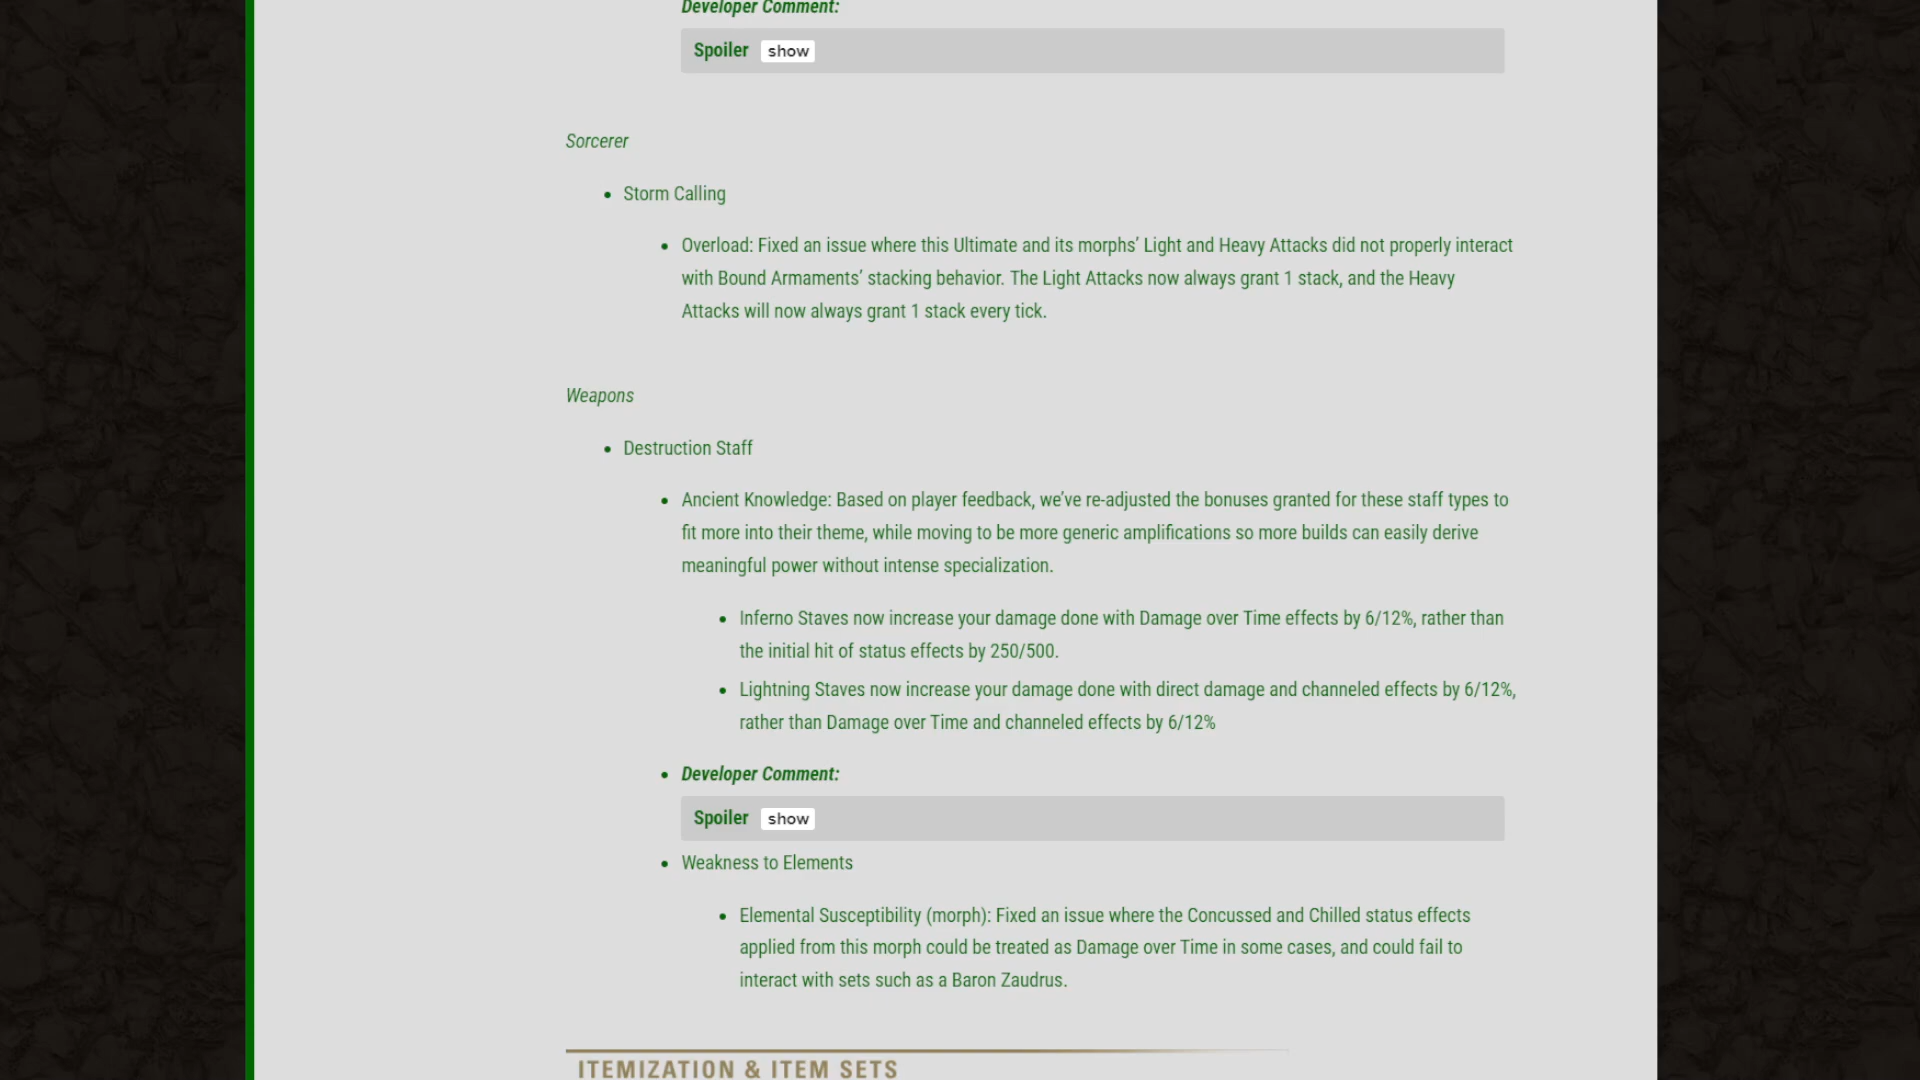 Developer Comment:
Spoiler show
Sorcerer
Storm Calling
Overload: Fixed an issue where this Ultimate and its morphs’ Light and Heavy Attacks did not properly interact
with Bound Armaments’ stacking behavior. The Light Attacks now always grant 1 stack, and the Heavy
Attacks will now always grant 1 stack every tick.
Weapons
Destruction Staff
Ancient Knowledge: Based on player feedback, we’ve re-adjusted the bonuses granted for these staff types to
fit more into their theme, while moving to be more generic amplifications so more builds can easily derive
meaningful power without intense specialization.
Inferno Staves now increase your damage done with Damage over Time effects by 6/12%, rather than
the initial hit of status effects by 250/500.
Lightning Staves now increase your damage done with direct damage and channeled effects by 6/12%,
rather than Damage over Time and channeled effects by 6/12%
Developer Comment:
Spoiler show
Weakness to Elements
Elemental Susceptibility (morph): Fixed an issue where the Concussed and Chilled status effects
applied from this morph could be treated as Damage over Time in some cases, and could fail to
interact with sets such as a Baron Zaudrus.
ITEMIZATION & ITEM SETS